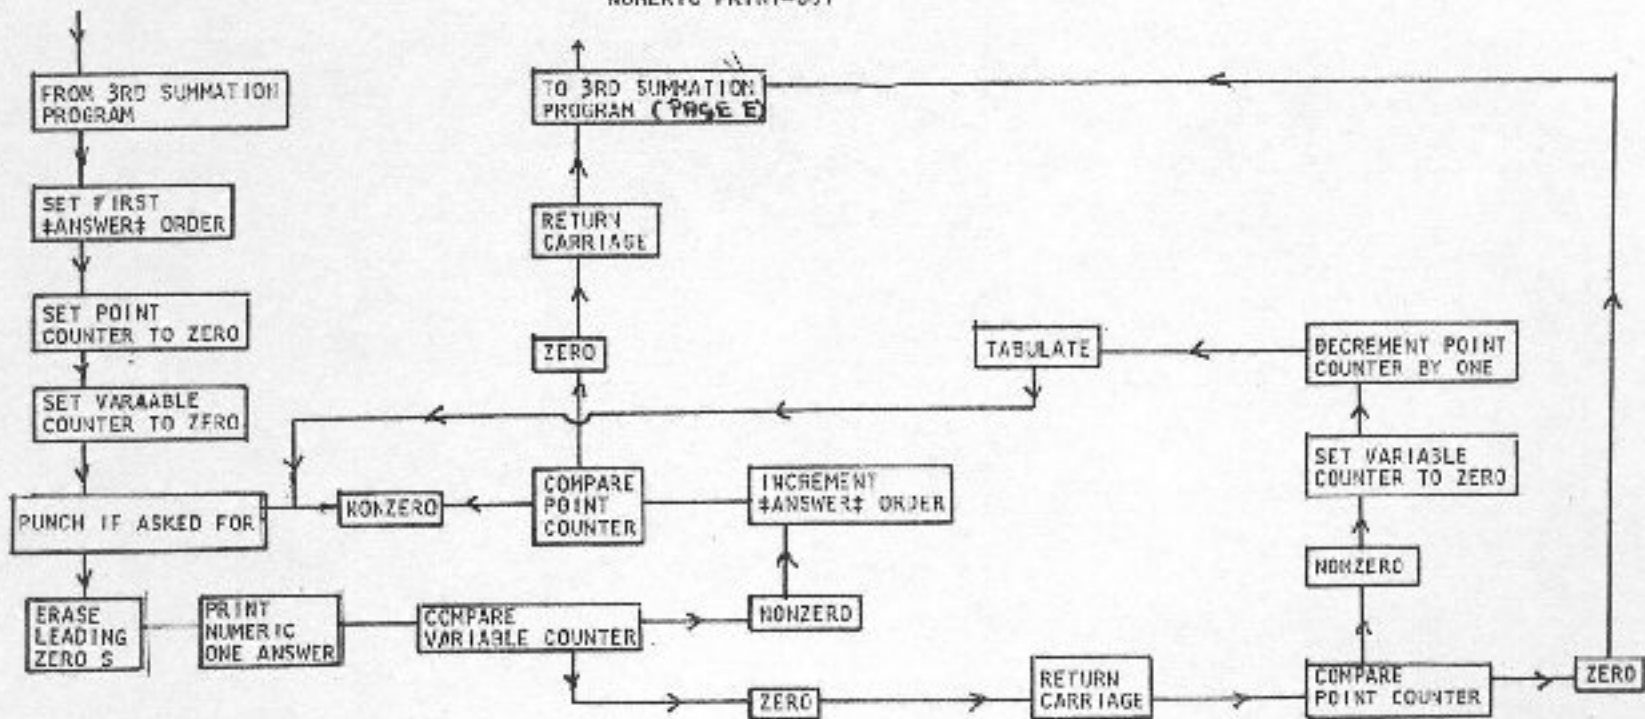 NUMERIC PRINT-OUT
FROM 3RD SUMMATION
PROGRAM
SET FIRST
‡ANSWER‡ ORDER
SET POINT
COUNTER TO ZERO
SET VARAABLE
COUNTER TO ZERO
PUNCH IF ASKED FOR
ERASE
LEADING
ZERO S
PRINT
NUMERIC
ONE ANSWER
COMPARE
VARIABLE COUNTER
NONZERO
INCREMENT
‡ANSWER‡ ORDER
COMPARE
POINT
COUNTER
NONZERO
ZERO
RETURN
CARRIAGE
TO 3RD SUMMATION
PROGRAM (PAGE E)
ZERO
RETURN
CARRIAGE
COMPARE
POINT COUNTER
NONZERO
SET VARIABLE
COUNTER TO ZERO
DECREMENT POINT
COUNTER BY ONE
TABULATE
ZERO